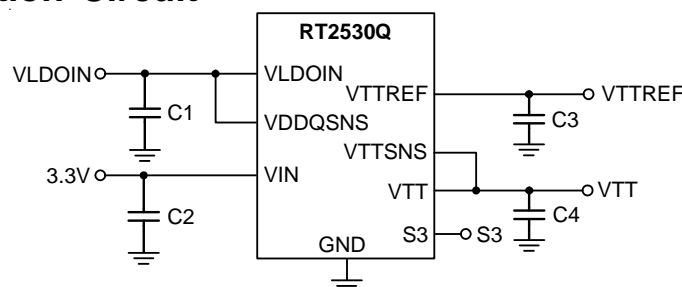 RT2530Q
VLDOIN
VLDOIN
VTTREF
VTTREF
C1
C3
VDDQSNS
VTTSNS
3.3V
VIN
VTT
VTT
C2
C4
S3
S3
GND